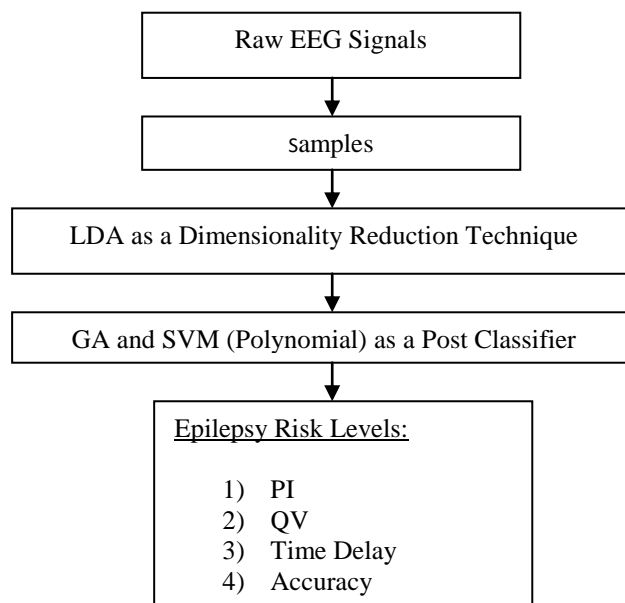 Raw EEG Signals
samples
LDA as a Dimensionality Reduction Technique
GA and SVM (Polynomial) as a Post Classifier
Epilepsy Risk Levels:
1) PI
2) QV
3) Time Delay
4) Accuracy